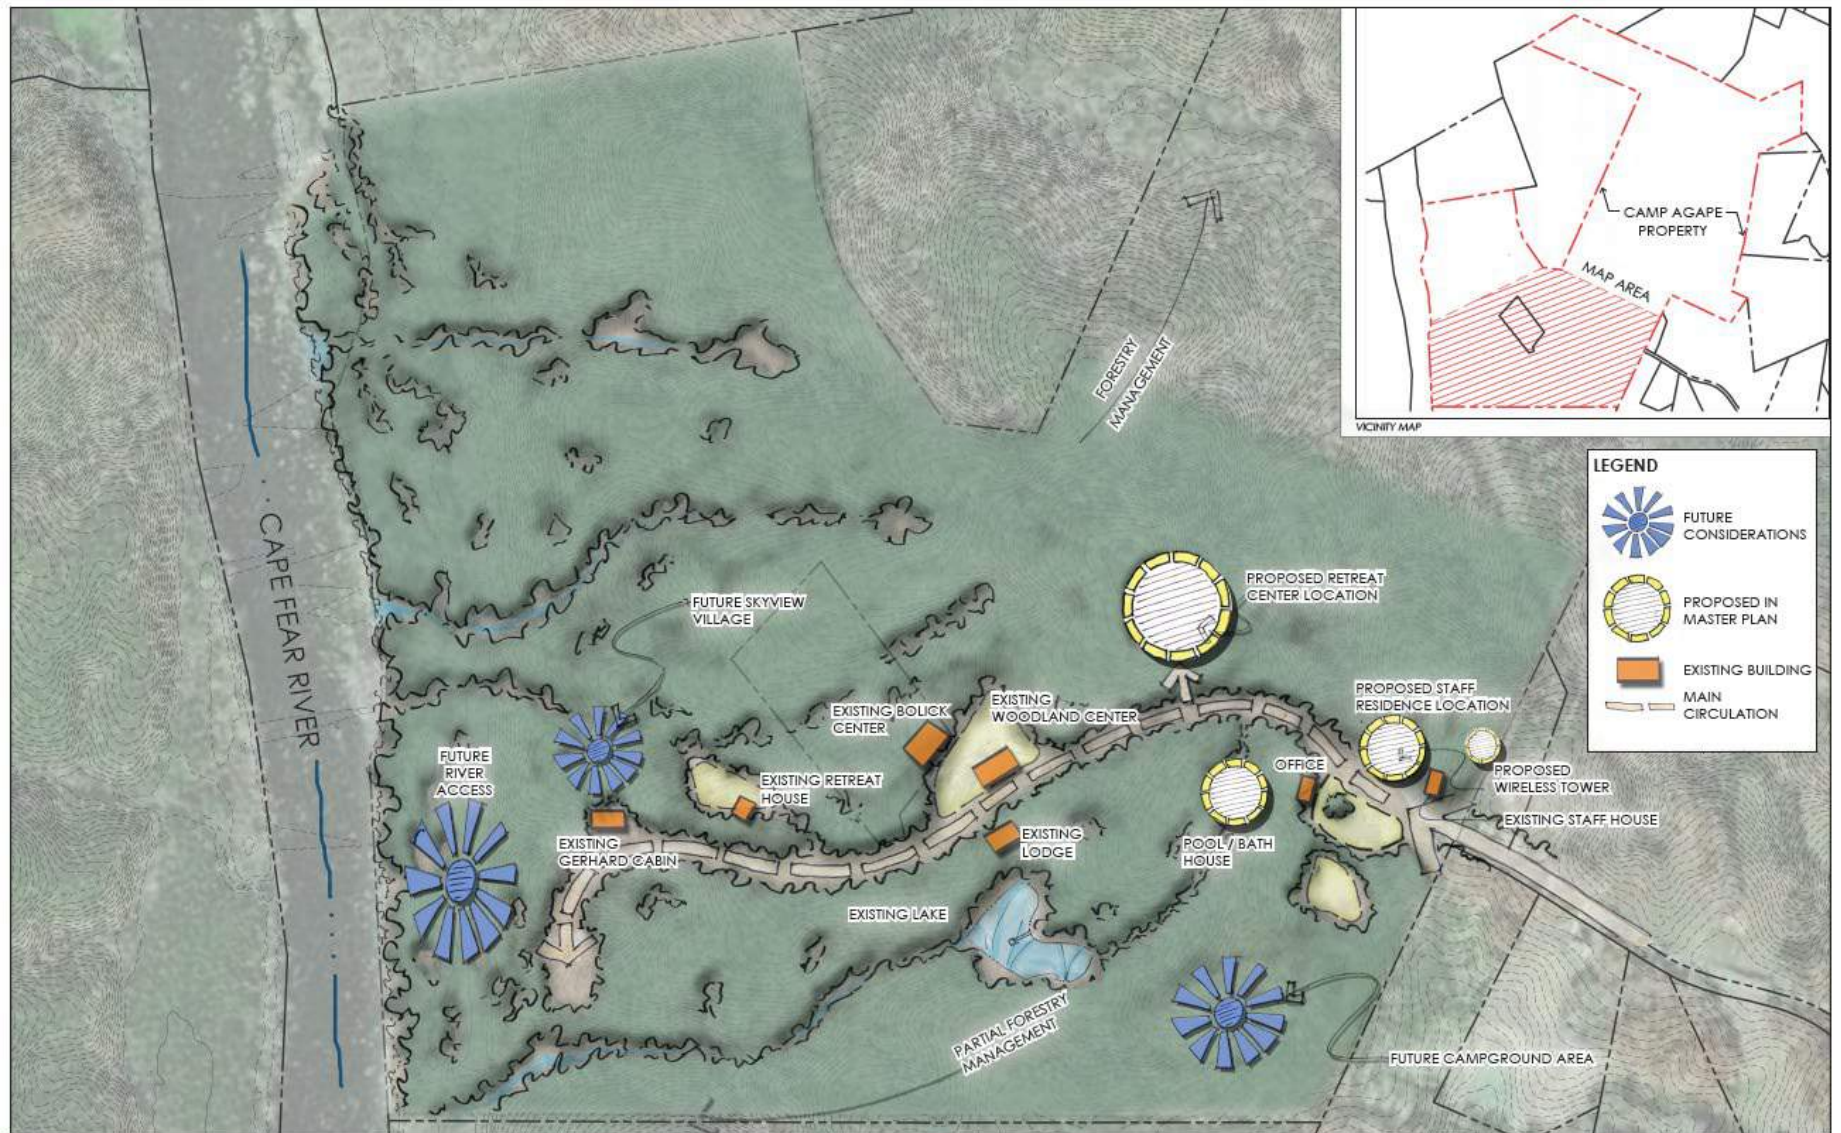 CAMP AGAPE
PROPERTY
MAP AREA
VICINITY MAP
FORESTRY
MANAGEMENT
LEGEND
FUTURE
CONSIDERATIONS
PROPOSED IN
MASTER PLAN
EXISTING BUILDING
MAIN
CIRCULATION
CAPE FEAR RIVER
PROPOSED RETREAT
CENTER LOCATION
FUTURE SKYVIEW
VILLAGE
PROPOSED STAFF
RESIDENCE LOCATION
EXISTING BOLICK
CENTER
EXISTING
WOODLAND CENTER
FUTURE
RIVER
ACCESS
EXISTING RETREAT
HOUSE
OFFICE
PROPOSED
WIRELESS TOWER
EXISTING STAFF HOUSE
EXISTING
GERHARD CABIN
EXISTING
LODGE
POOL / BATH
HOUSE
EXISTING LAKE
PARTIAL FORESTRY
MANAGEMENT
FUTURE CAMPGROUND AREA